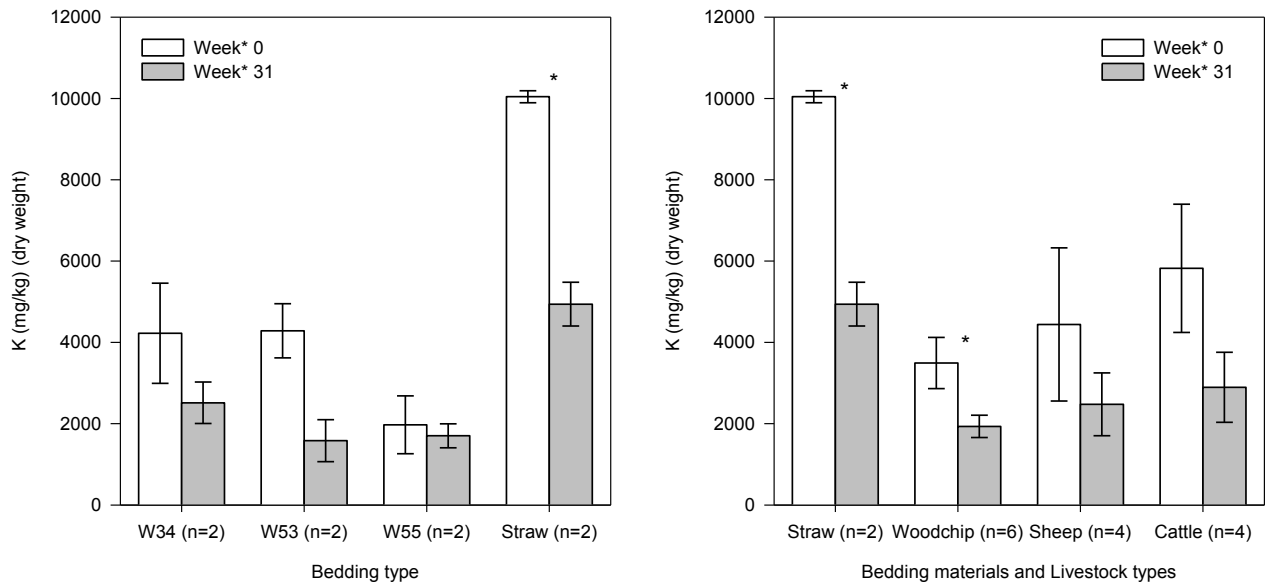 K (mg/kg) (dry weight)
12000
10000
8000
6000
4000
2000
0
Week* 0
Week* 31
*
W34 (n=2) W53 (n=2) W55 (n=2) Straw (n=2)
Bedding type
K (mg/kg) (dry weight)
12000
10000
8000
6000
4000
2000
0
Week* 0
Week* 31
*
*
Straw (n=2) Woodchip (n=6) Sheep (n=4) Cattle (n=4)
Bedding materials and Livestock types